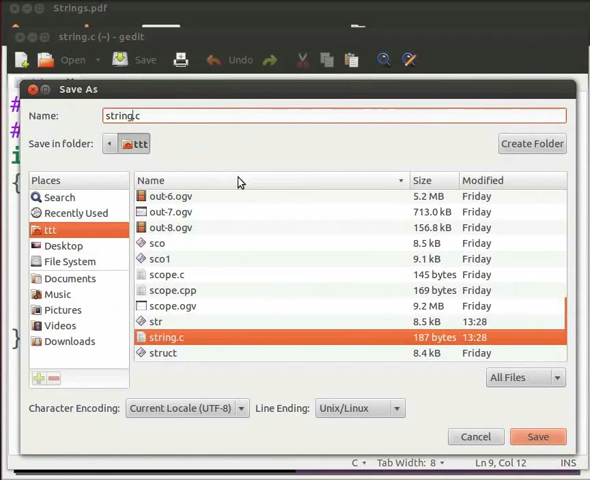 Strings.pdf
string.c (~) - gedit
Open Save Undo
Save As
#
#
i
{
}
Name: string.c
Save in folder: ttt Create Folder
Places Name Size Modified
Search out-6.ogv 5.2 MB Friday
Recently Used out-7.ogv 713.0 kB Friday
ttt out-8.ogv 156.8 kB Friday
Desktop sco 8.5 kB Friday
File System sco1 9.1 kB Friday
Documents scope.c 145 bytes Friday
Music scope.cpp 169 bytes Friday
Pictures scope.ogv 9.2 MB Friday
Videos str 8.5 kB 13:28
Downloads string.c 187 bytes 13:28
struct 8.4 kB Friday
All Files
Character Encoding: Current Locale (UTF-8) Line Ending: Unix/Linux
Cancel Save
C Tab Width: 8 Ln 9, Col 12 INS